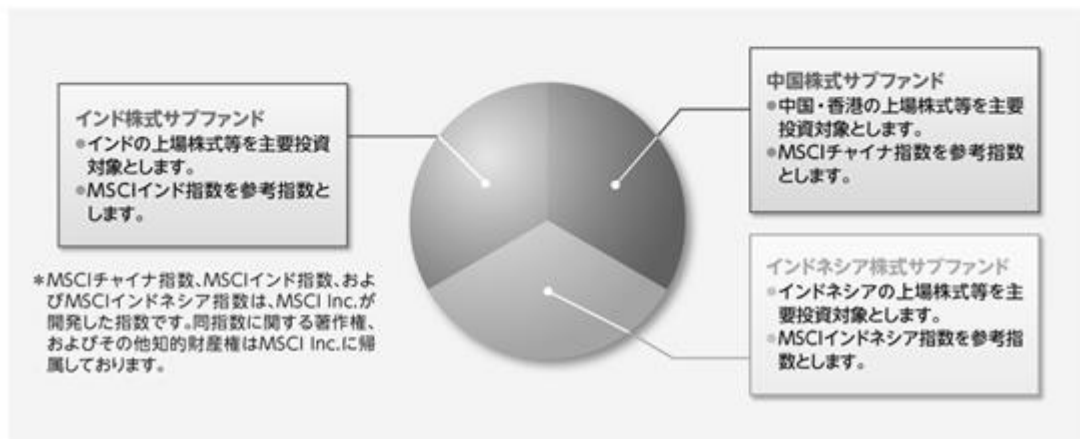 インド株式サブファンド
●インドの上場株式等を主要投資
対象とします。
●MSCIインド指数を参考指数と
します。
＊MSCIチャイナ指数、MSCIインド指数、およ
びMSCIインドネシア指数は、MSCI Inc.が
開発した指数です。同指数に関する著作権、
およびその他知的財産権はMSCI Inc.に帰
属しております。
中国株式サブファンド
●中国・香港の上場株式等を主要
投資対象とします。
●MSCIチャイナ指数を参考指数
とします。
インドネシア株式サブファンド
●インドネシアの上場株式等を主
要投資対象とします。
●MSCIインドネシア指数を参考指
数とします。